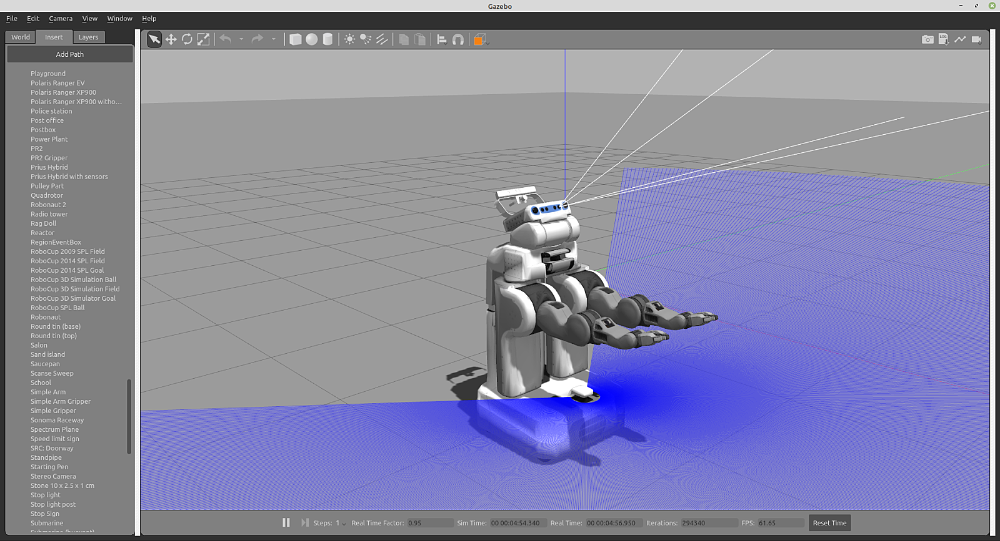 Gazebo
File Edit Camera View Window Help
World Insert Layers
LOG
Add Path
Playground
Polaris Ranger EV
Polaris Ranger XP900
Polaris Ranger XP900 witho...
Police station
Post office
Postbox
Power Plant
PR2
PR2 Gripper
Prius Hybrid
Prius Hybrid with sensors
Pulley Part
Quadrotor
Robonaut 2
Radio tower
Rag Doll
Reactor
RegionEventBox
RoboCup 2009 SPL Field
RoboCup 2014 SPL Field
RoboCup 2014 SPL Goal
RoboCup 3D Simulation Ball
RoboCup 3D Simulation Field
RoboCup 3D Simulator Goal
RoboCup SPL Ball
Robonaut
Round tin (base)
Round tin (top)
Salon
Sand island
Saucepan
Scanse Sweep
School
Simple Arm
Simple Arm Gripper
Simple Gripper
Sonoma Raceway
Spectrum Plane
Speed limit sign
SRC: Doorway
Standpipe
Starting Pen
Stereo Camera
Stone 10 x 2.5 x 1 cm
Stop light
Stop light post
Stop Sign
Submarine
Submarine (buoyant)
Steps: 1 Real Time Factor: 0.95 Sim Time: 00 00:04:54.340 Real Time: 00 00:04:56.950 Iterations: 294340 FPS: 61.65 Reset Time